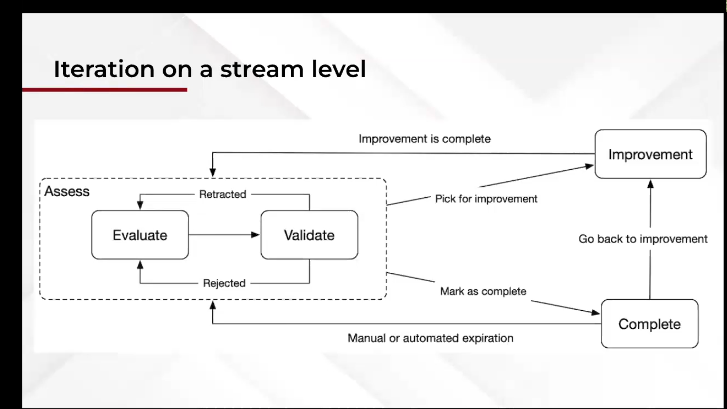 Iteration on a stream level
Improvement is complete
Improvement
Assess
Retracted
Pick for improvement
Evaluate
Validate
Go back to improvement
Rejected
Mark as complete
Complete
Manual or automated expiration